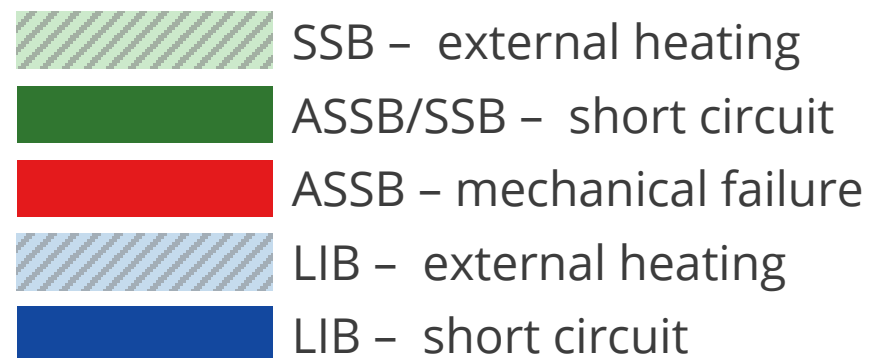 SSB – external heating
ASSB/SSB – short circuit
ASSB – mechanical failure
LIB – external heating
LIB – short circuit